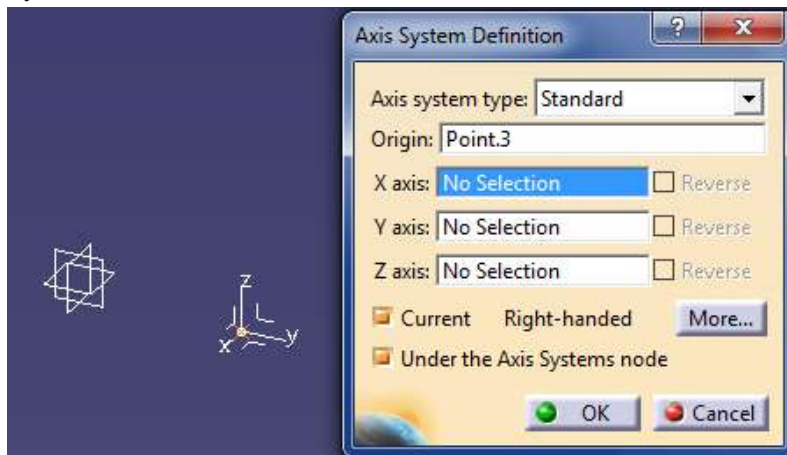 Axis System Definition
?
X
Axis system type: Standard
Origin: Point.3
X axis: No Selection Reverse
Y axis: No Selection Reverse
Z axis: No Selection Reverse
Current Right-handed More...
Under the Axis Systems node
OK Cancel
z
x
y